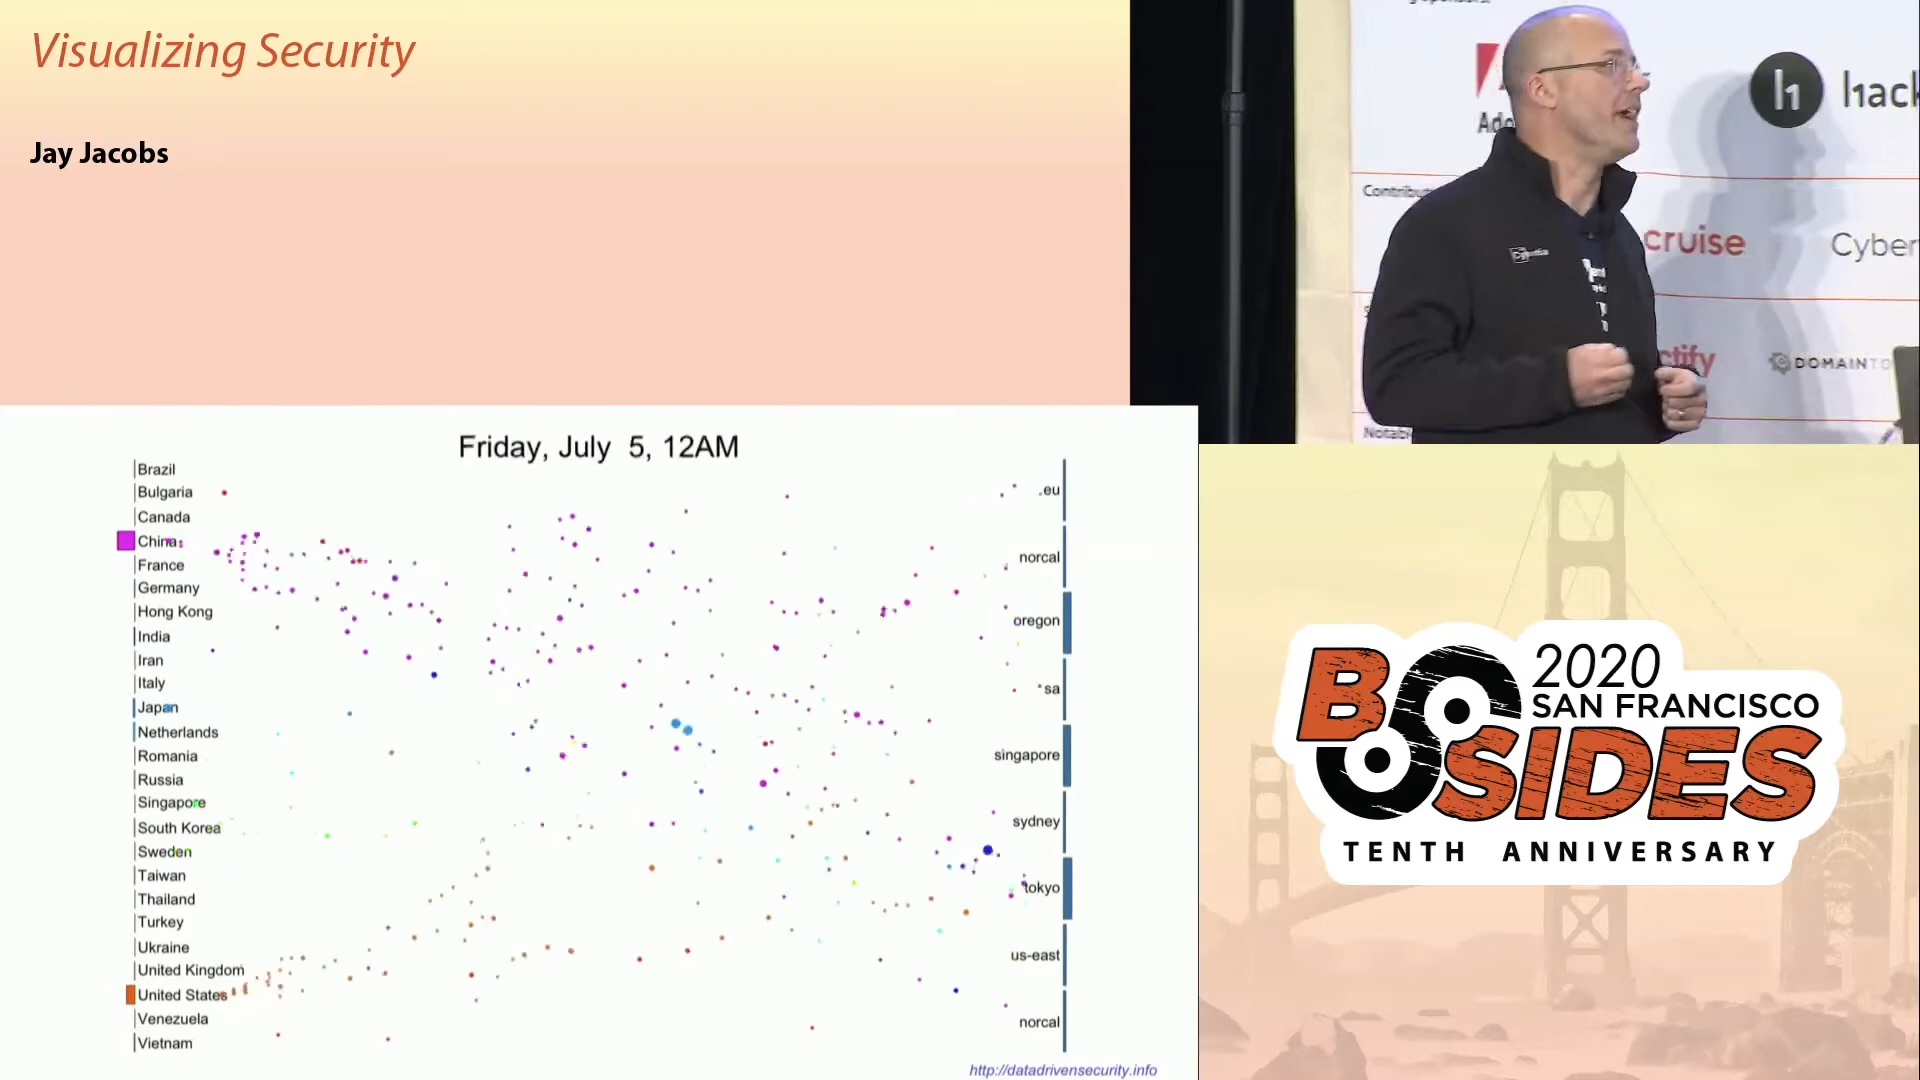 Visualizing Security
Jay Jacobs
Friday, July 5, 12AM
Brazil
Bulgaria
Canada
China
France
Germany
Hong Kong
India
Iran
Italy
Japan
Netherlands
Romania
Russia
Singapore
South Korea
Sweden
Taiwan
Thailand
Turkey
Ukraine
United Kingdom
United States
Venezuela
Vietnam
.eu
norcal
oregon
sa
singapore
sydney
tokyo
us-east
norcal
http://datadrivensecurity.info
h1 hack
cruise
Cyber
DOMAINTO
2020
SAN FRANCISCO
BSIDES
TENTH ANNIVERSARY